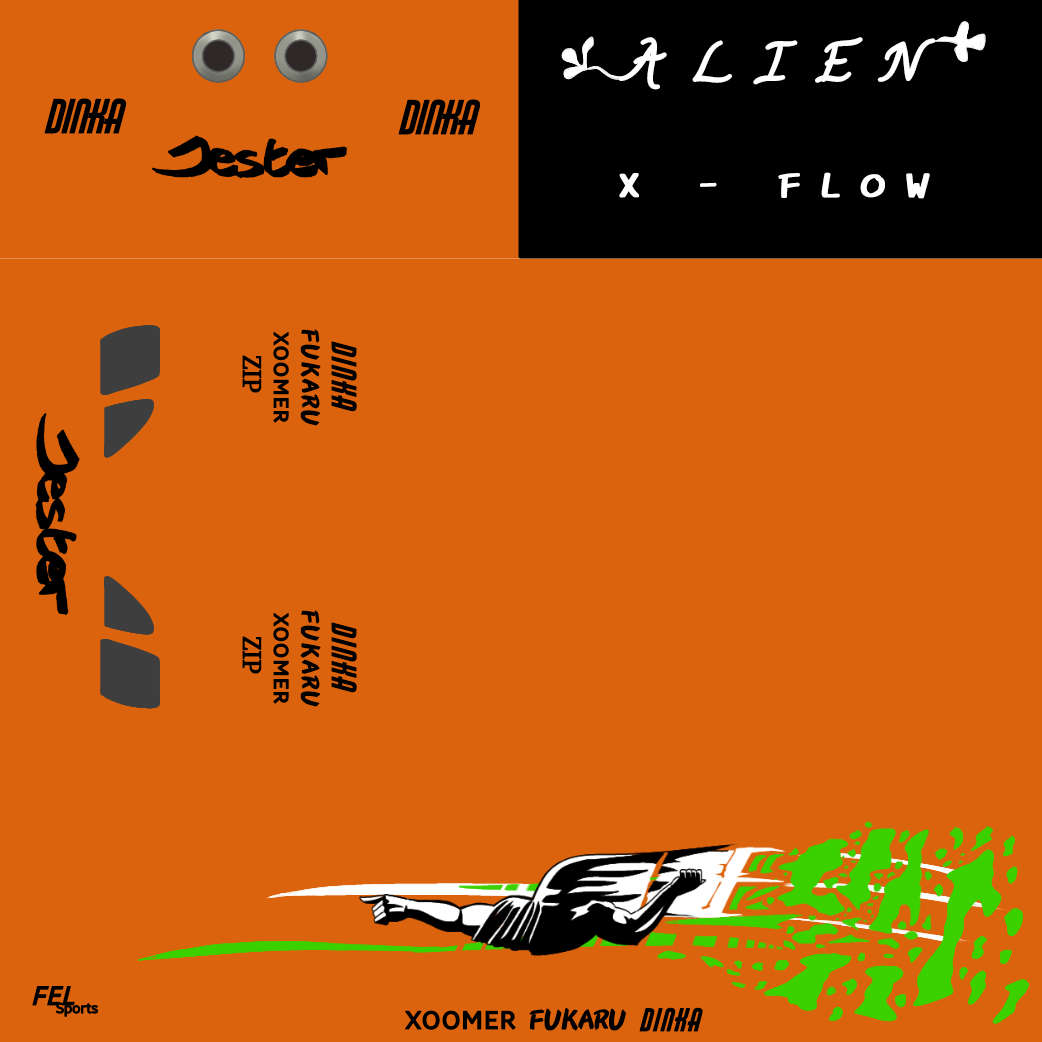 ALIEN
DINKA
DINKA
Jester
X - FLOW
DINKA
FUKARU
XOOMER
ZIP
Jester
DINKA
FUKARU
XOOMER
ZIP
FEL
Sports
XOOMER FUKARU DINKA